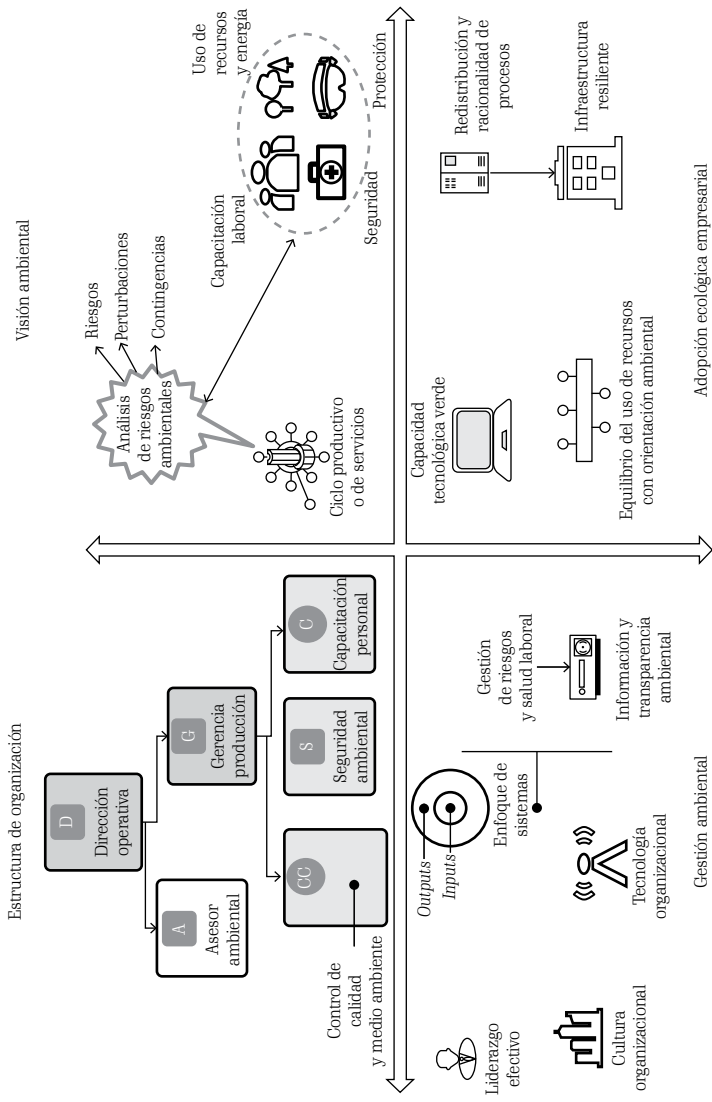 Estructura de organización
D
Dirección
operativa
A
Asesor
ambiental
G
Gerencia
producción
CC
S
Seguridad
ambiental
C
Capacitación
personal
Control de
calidad
y medio ambiente
Visión ambiental
Análisis
de riesgos
ambientales
Riesgos
Perturbaciones
Contingencias
Ciclo productivo
o de servicios
Capacitación
laboral
Uso de
recursos
y energía
Seguridad
Protección
Liderazgo
efectivo
Cultura
organizacional
Outputs
Inputs
Enfoque de
sistemas
Tecnología
organizacional
Gestión
de riesgos
y salud laboral
Información y
transparencia
ambiental
Gestión ambiental
Capacidad
tecnológica verde
Equilibrio del uso de recursos
con orientación ambiental
Redistribución y
racionalidad de
procesos
Infraestructura
resiliente
Adopción ecológica empresarial